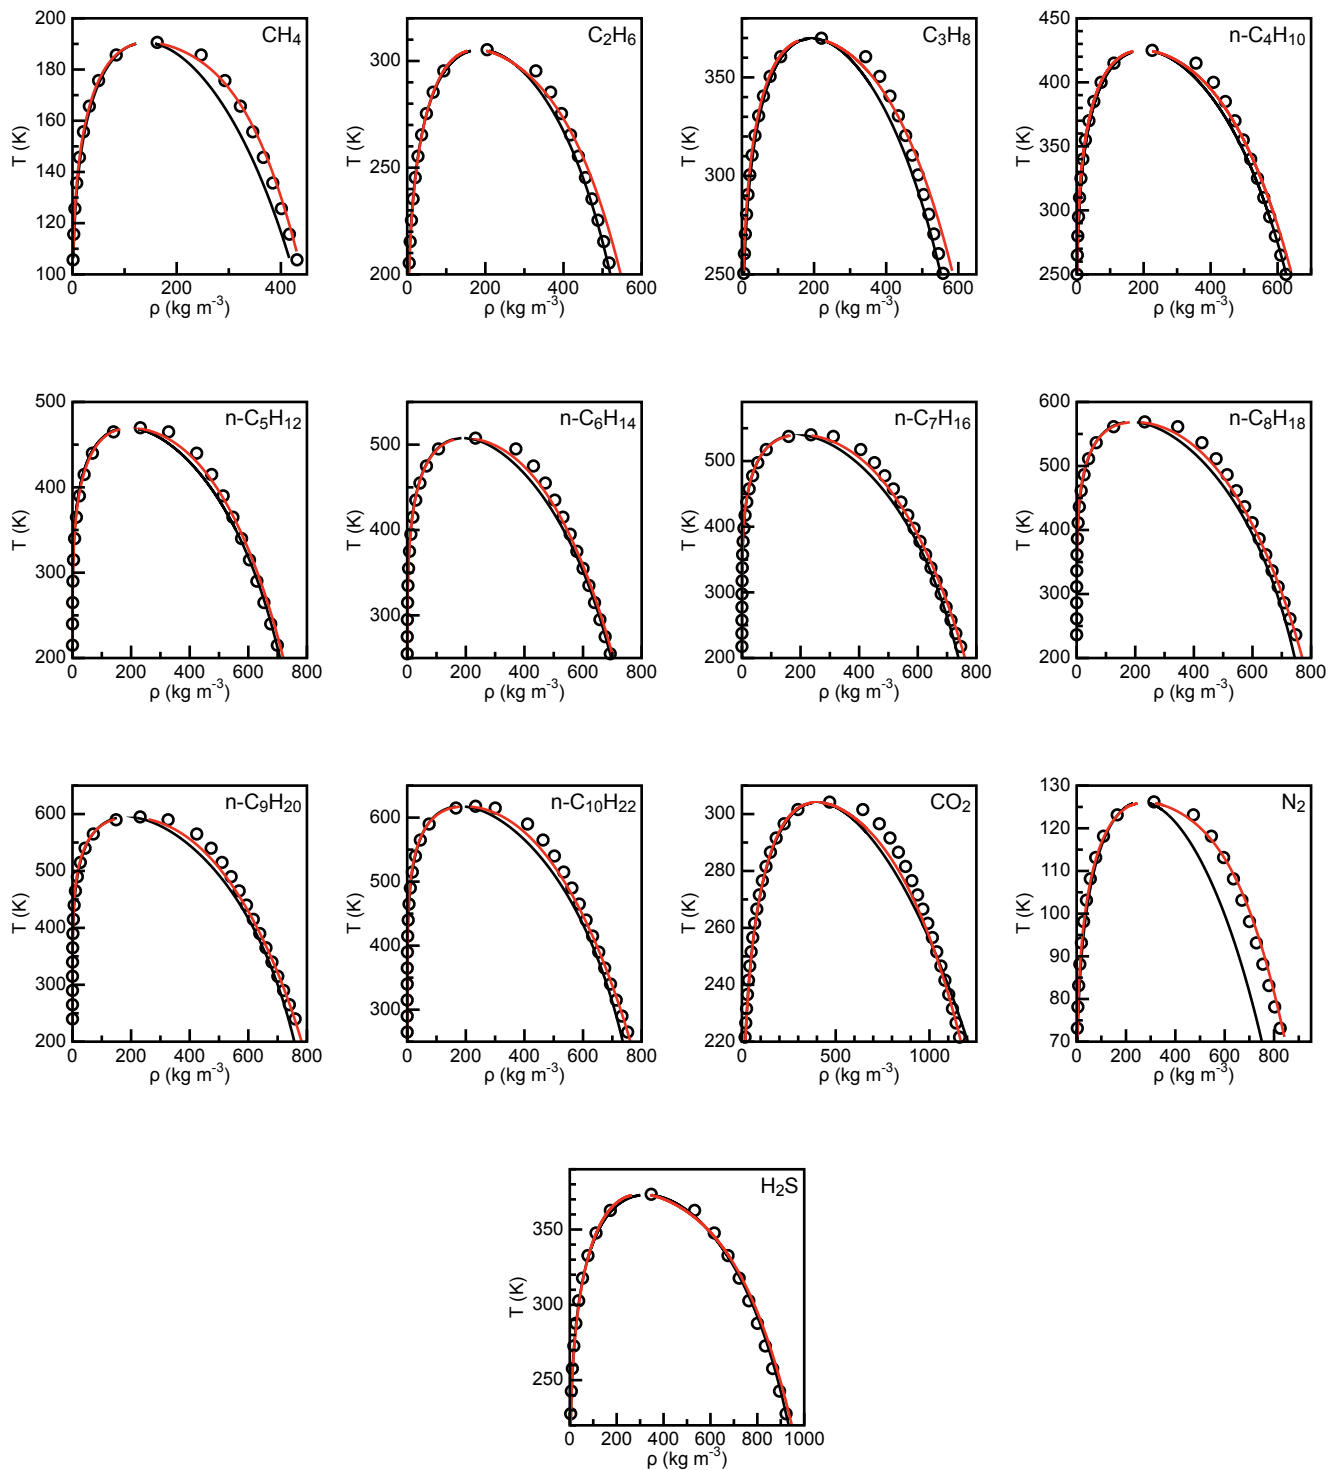 CH4
200
180
160
140
120
100
T (K)
0
200
400
ρ (kg m-3)
C2H6
300
250
200
T (K)
0
200
400
600
ρ (kg m-3)
C3H8
350
300
250
T (K)
0
200
400
600
ρ (kg m-3)
n-C4H10
450
400
350
300
250
T (K)
0
200
400
600
ρ (kg m-3)
n-C5H12
500
400
300
200
T (K)
0
200
400
600
800
ρ (kg m-3)
n-C6H14
500
400
300
T (K)
0
200
400
600
800
ρ (kg m-3)
n-C7H16
500
400
300
200
T (K)
0
200
400
600
800
ρ (kg m-3)
n-C8H18
600
500
400
300
200
T (K)
0
200
400
600
800
ρ (kg m-3)
n-C9H20
600
500
400
300
200
T (K)
0
200
400
600
800
ρ (kg m-3)
n-C10H22
600
500
400
300
T (K)
0
200
400
600
800
ρ (kg m-3)
CO2
300
280
260
240
220
T (K)
0
500
1000
ρ (kg m-3)
N2
130
120
110
100
90
80
70
T (K)
0
200
400
600
800
ρ (kg m-3)
H2S
350
300
250
T (K)
0
200
400
600
800
1000
ρ (kg m-3)